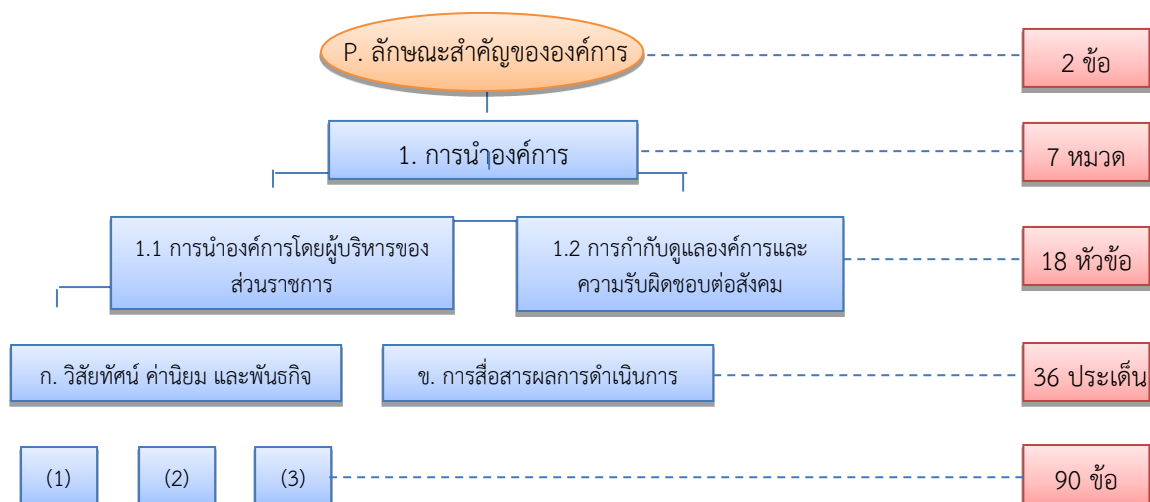 P. ลักษณะสำคัญขององค์การ
2 ข้อ
1. การนำองค์การ
7 หมวด
1.1 การนำองค์การโดยผู้บริหารของ
ส่วนราชการ
1.2 การกำกับดูแลองค์การและ
ความรับผิดชอบต่อสังคม
18 หัวข้อ
ก. วิสัยทัศน์ ค่านิยม และพันธกิจ
ข. การสื่อสารผลการดำเนินการ
36 ประเด็น
(1)
(2)
(3)
90 ข้อ